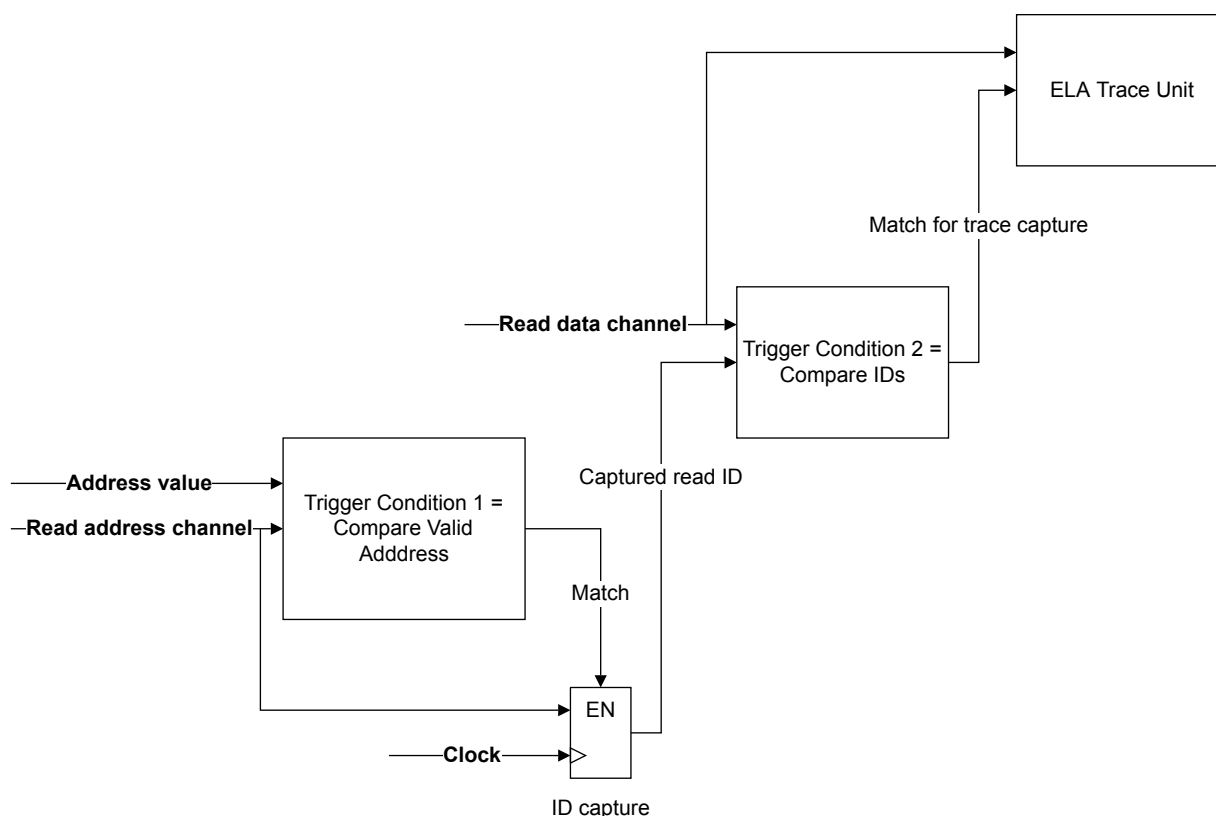 ELA Trace Unit
Match for trace capture
Read data channel
Trigger Condition 2 =
Compare IDs
Captured read ID
Address value
Read address channel
Trigger Condition 1 =
Compare Valid
Adddress
Match
EN
Clock
ID capture